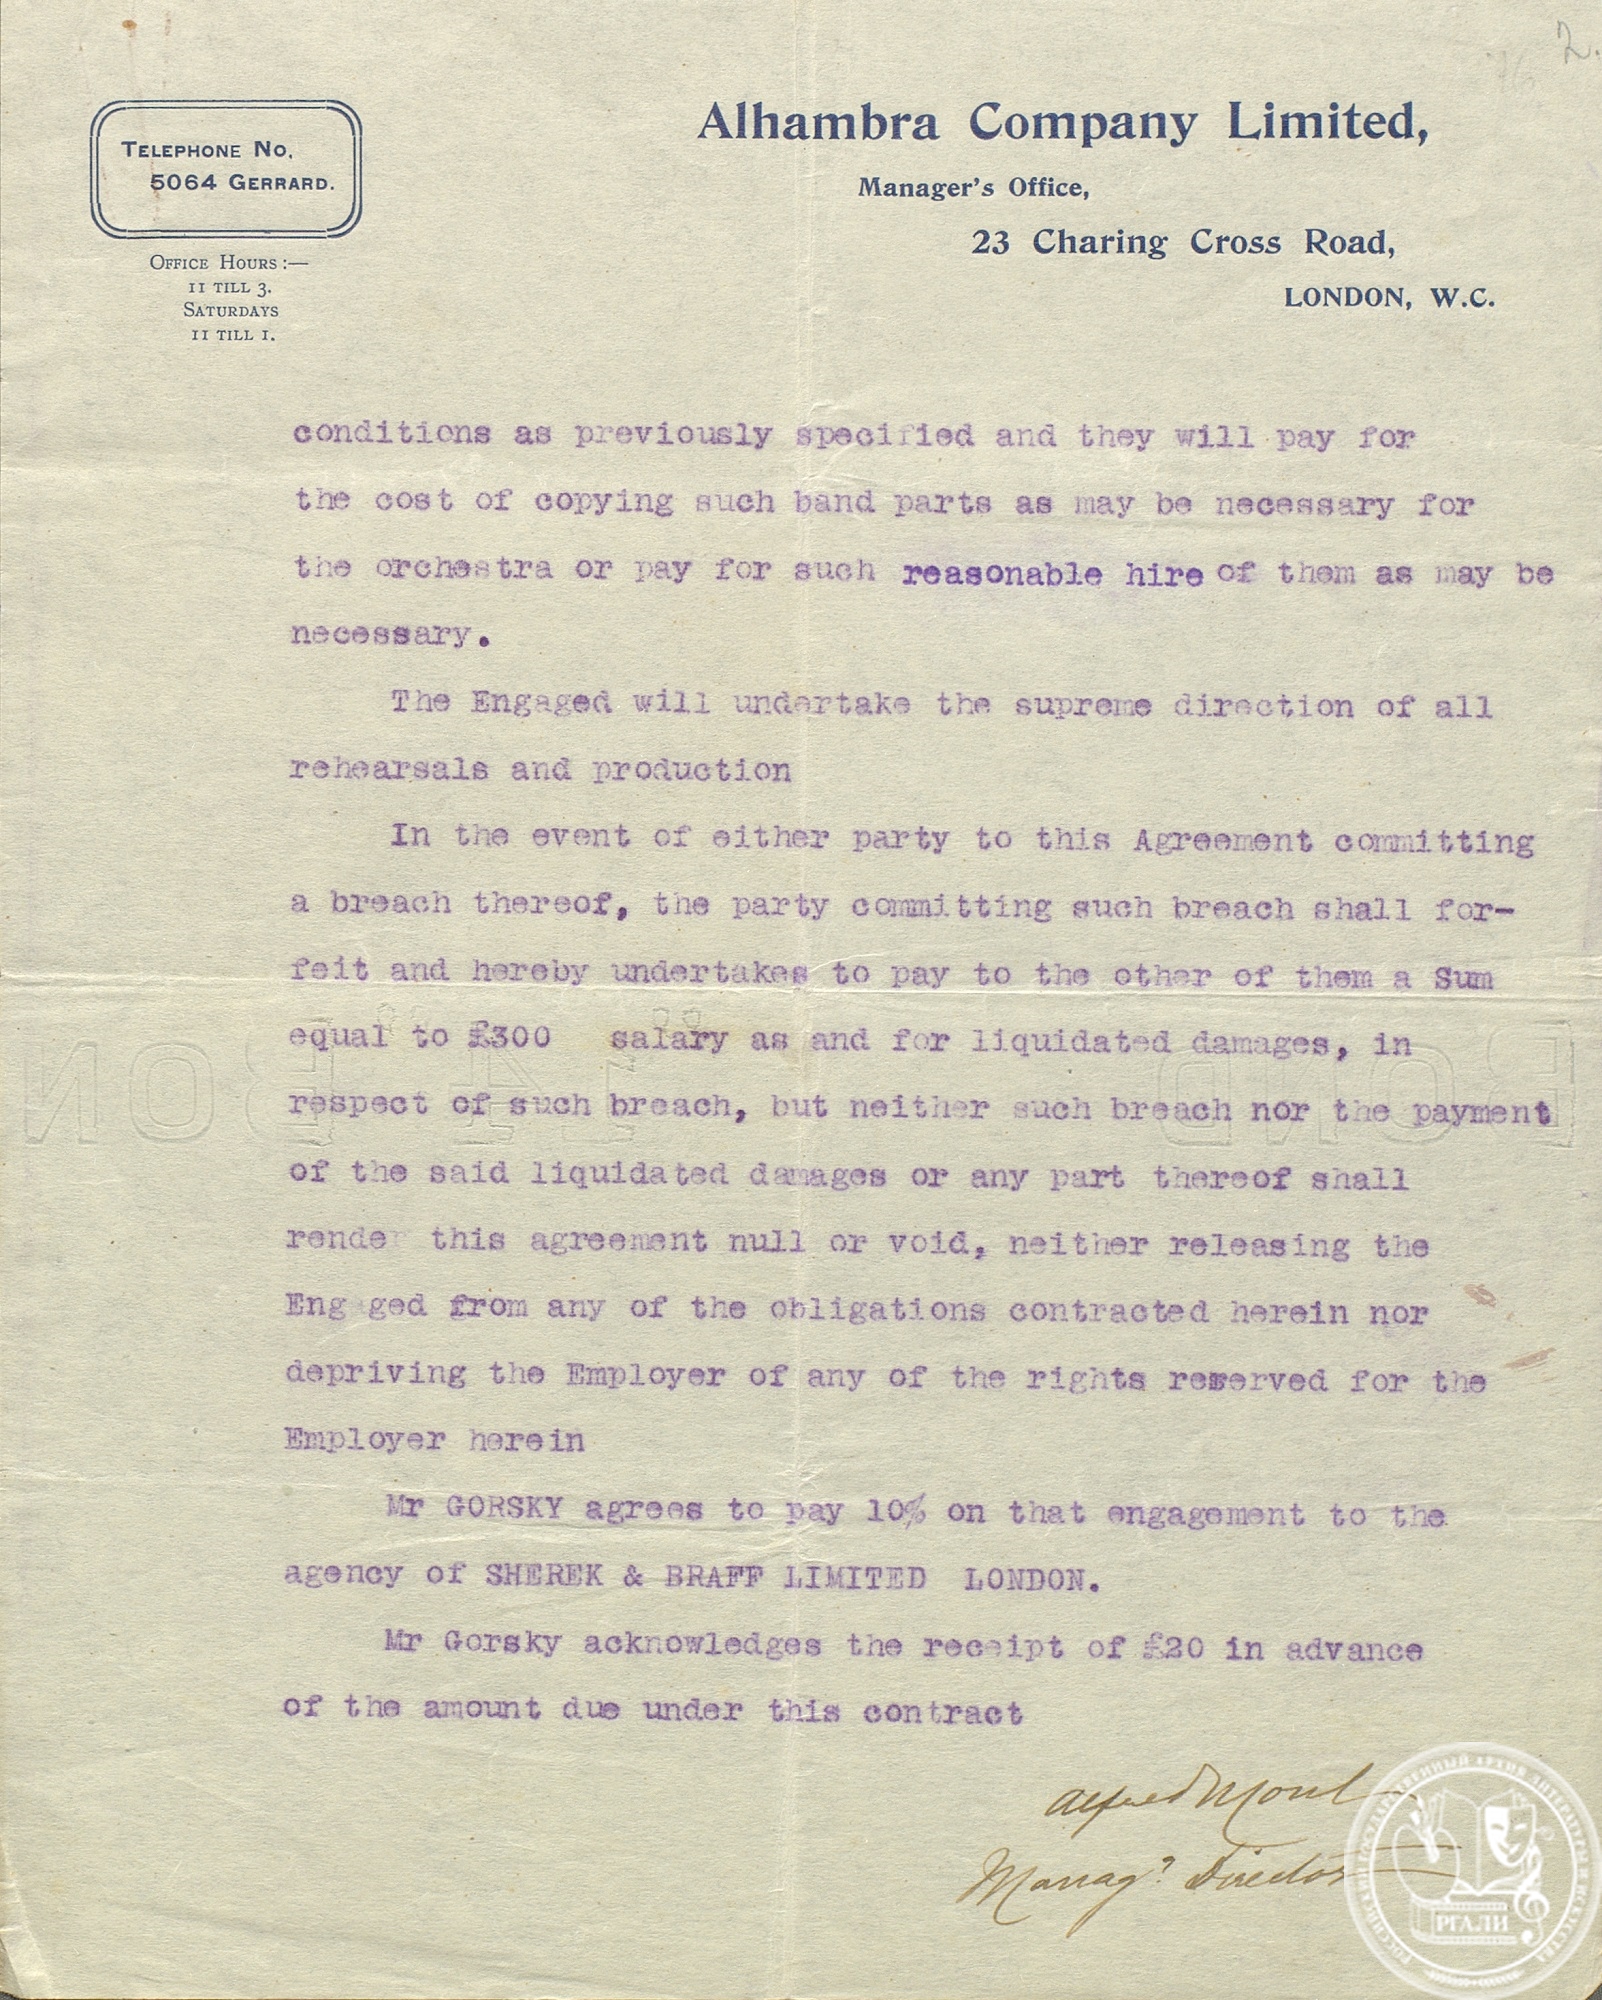 2.
Alhambra Company Limited,
Manager's Office,
23 Charing Cross Road,
LONDON, W.C.
TELEPHONE NO.
5064 GERRARD.
OFFICE HOURS:—
11 TILL 3.
SATURDAYS
11 TILL 1.
conditions as previously specified and they will pay for
the cost of copying such band parts as may be necessary for
the orchestra or pay for such reasonable hire of them as may be
necessary.
The Engaged will undertake the supreme direction of all
rehearsals and production
In the event of either party to this Agreement committing
a breach thereof, the party committing such breach shall for-
feit and hereby undertakes to pay to the other of them a Sum
equal to £300 salary as and for liquidated damages, in
respect of such breach, but neither such breach nor the payment
of the said liquidated damages or any part thereof shall
render this agreement null or void, neither releasing the
Engaged from any of the obligations contracted herein nor
depriving the Employer of any of the rights reserved for the
Employer herein
Mr GORSKY agrees to pay 10% on that engagement to the
agency of SHEREK & BRAFF LIMITED LONDON.
Mr Gorsky acknowledges the receipt of £20 in advance
of the amount due under this contract
Alfred Moul
Manag? Director
РОССИЙСКИЙ ГОСУДАРСТВЕННЫЙ АРХИВ ЛИТЕРАТУРЫ И ИСКУССТВА
РГАЛИ